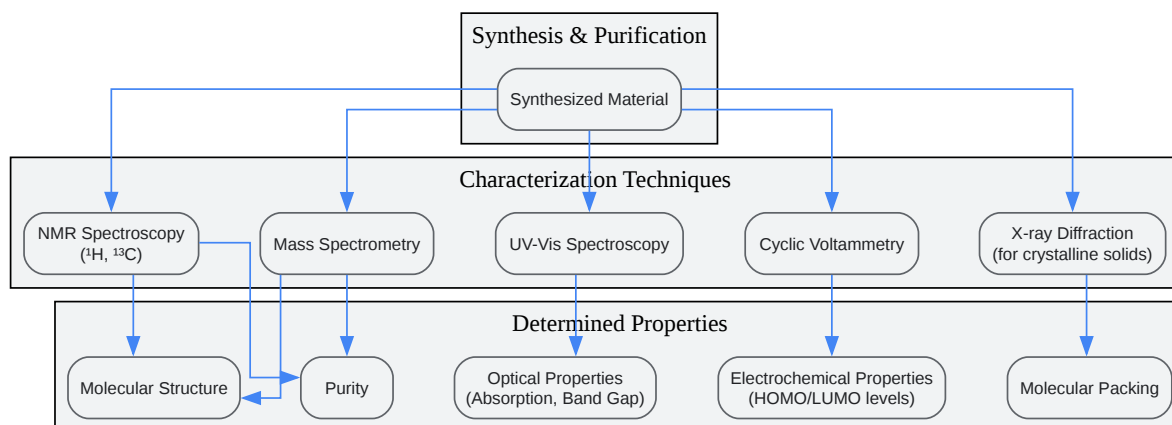 Synthesis & Purification
Synthesized Material
Characterization Techniques
NMR Spectroscopy
(¹H, ¹³C)
Mass Spectrometry
UV-Vis Spectroscopy
Cyclic Voltammetry
X-ray Diffraction
(for crystalline solids)
Determined Properties
Molecular Structure
Purity
Optical Properties
(Absorption, Band Gap)
Electrochemical Properties
(HOMO/LUMO levels)
Molecular Packing